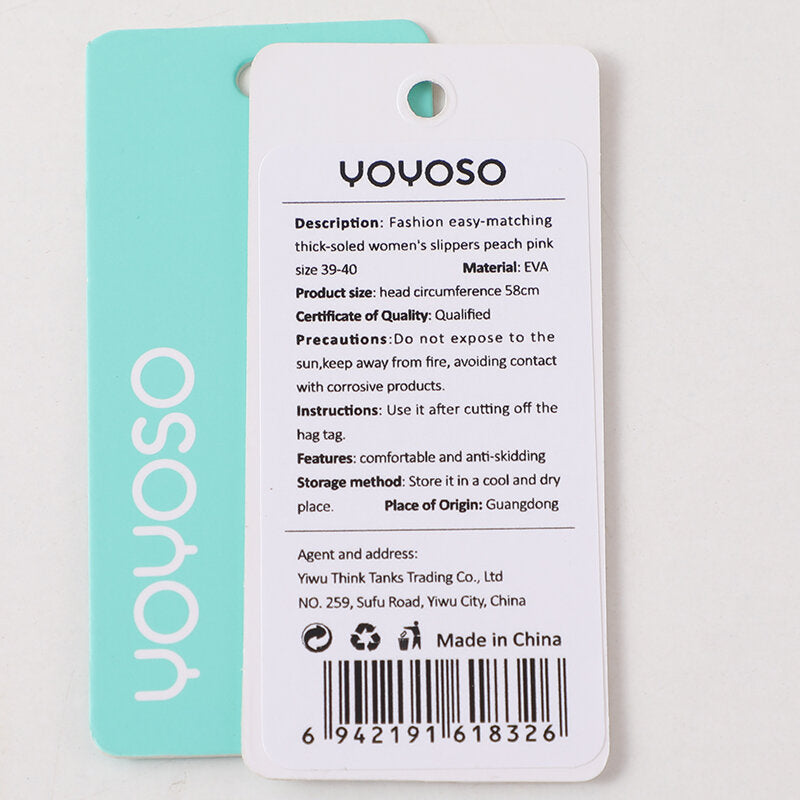 YOYOSO
YOYOSO
Description: Fashion easy-matching
thick-soled women's slippers peach pink
size 39-40 Material: EVA
Product size: head circumference 58cm
Certificate of Quality: Qualified
Precautions:Do not expose to the
sun,keep away from fire, avoiding contact
with corrosive products.
Instructions: Use it after cutting off the
hag tag.
Features: comfortable and anti-skidding
Storage method: Store it in a cool and dry
place. Place of Origin: Guangdong
Agent and address:
Yiwu Think Tanks Trading Co., Ltd
NO. 259, Sufu Road, Yiwu City, China
Made in China
6 942191 618326